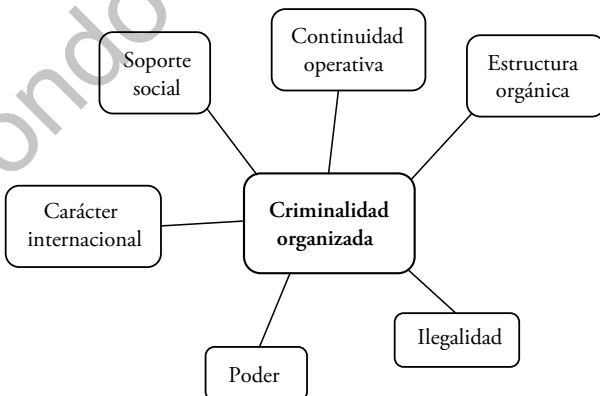 Continuidad
operativa
Soporte
social
Estructura
orgánica
Carácter
internacional
Criminalidad
organizada
Ilegalidad
Poder